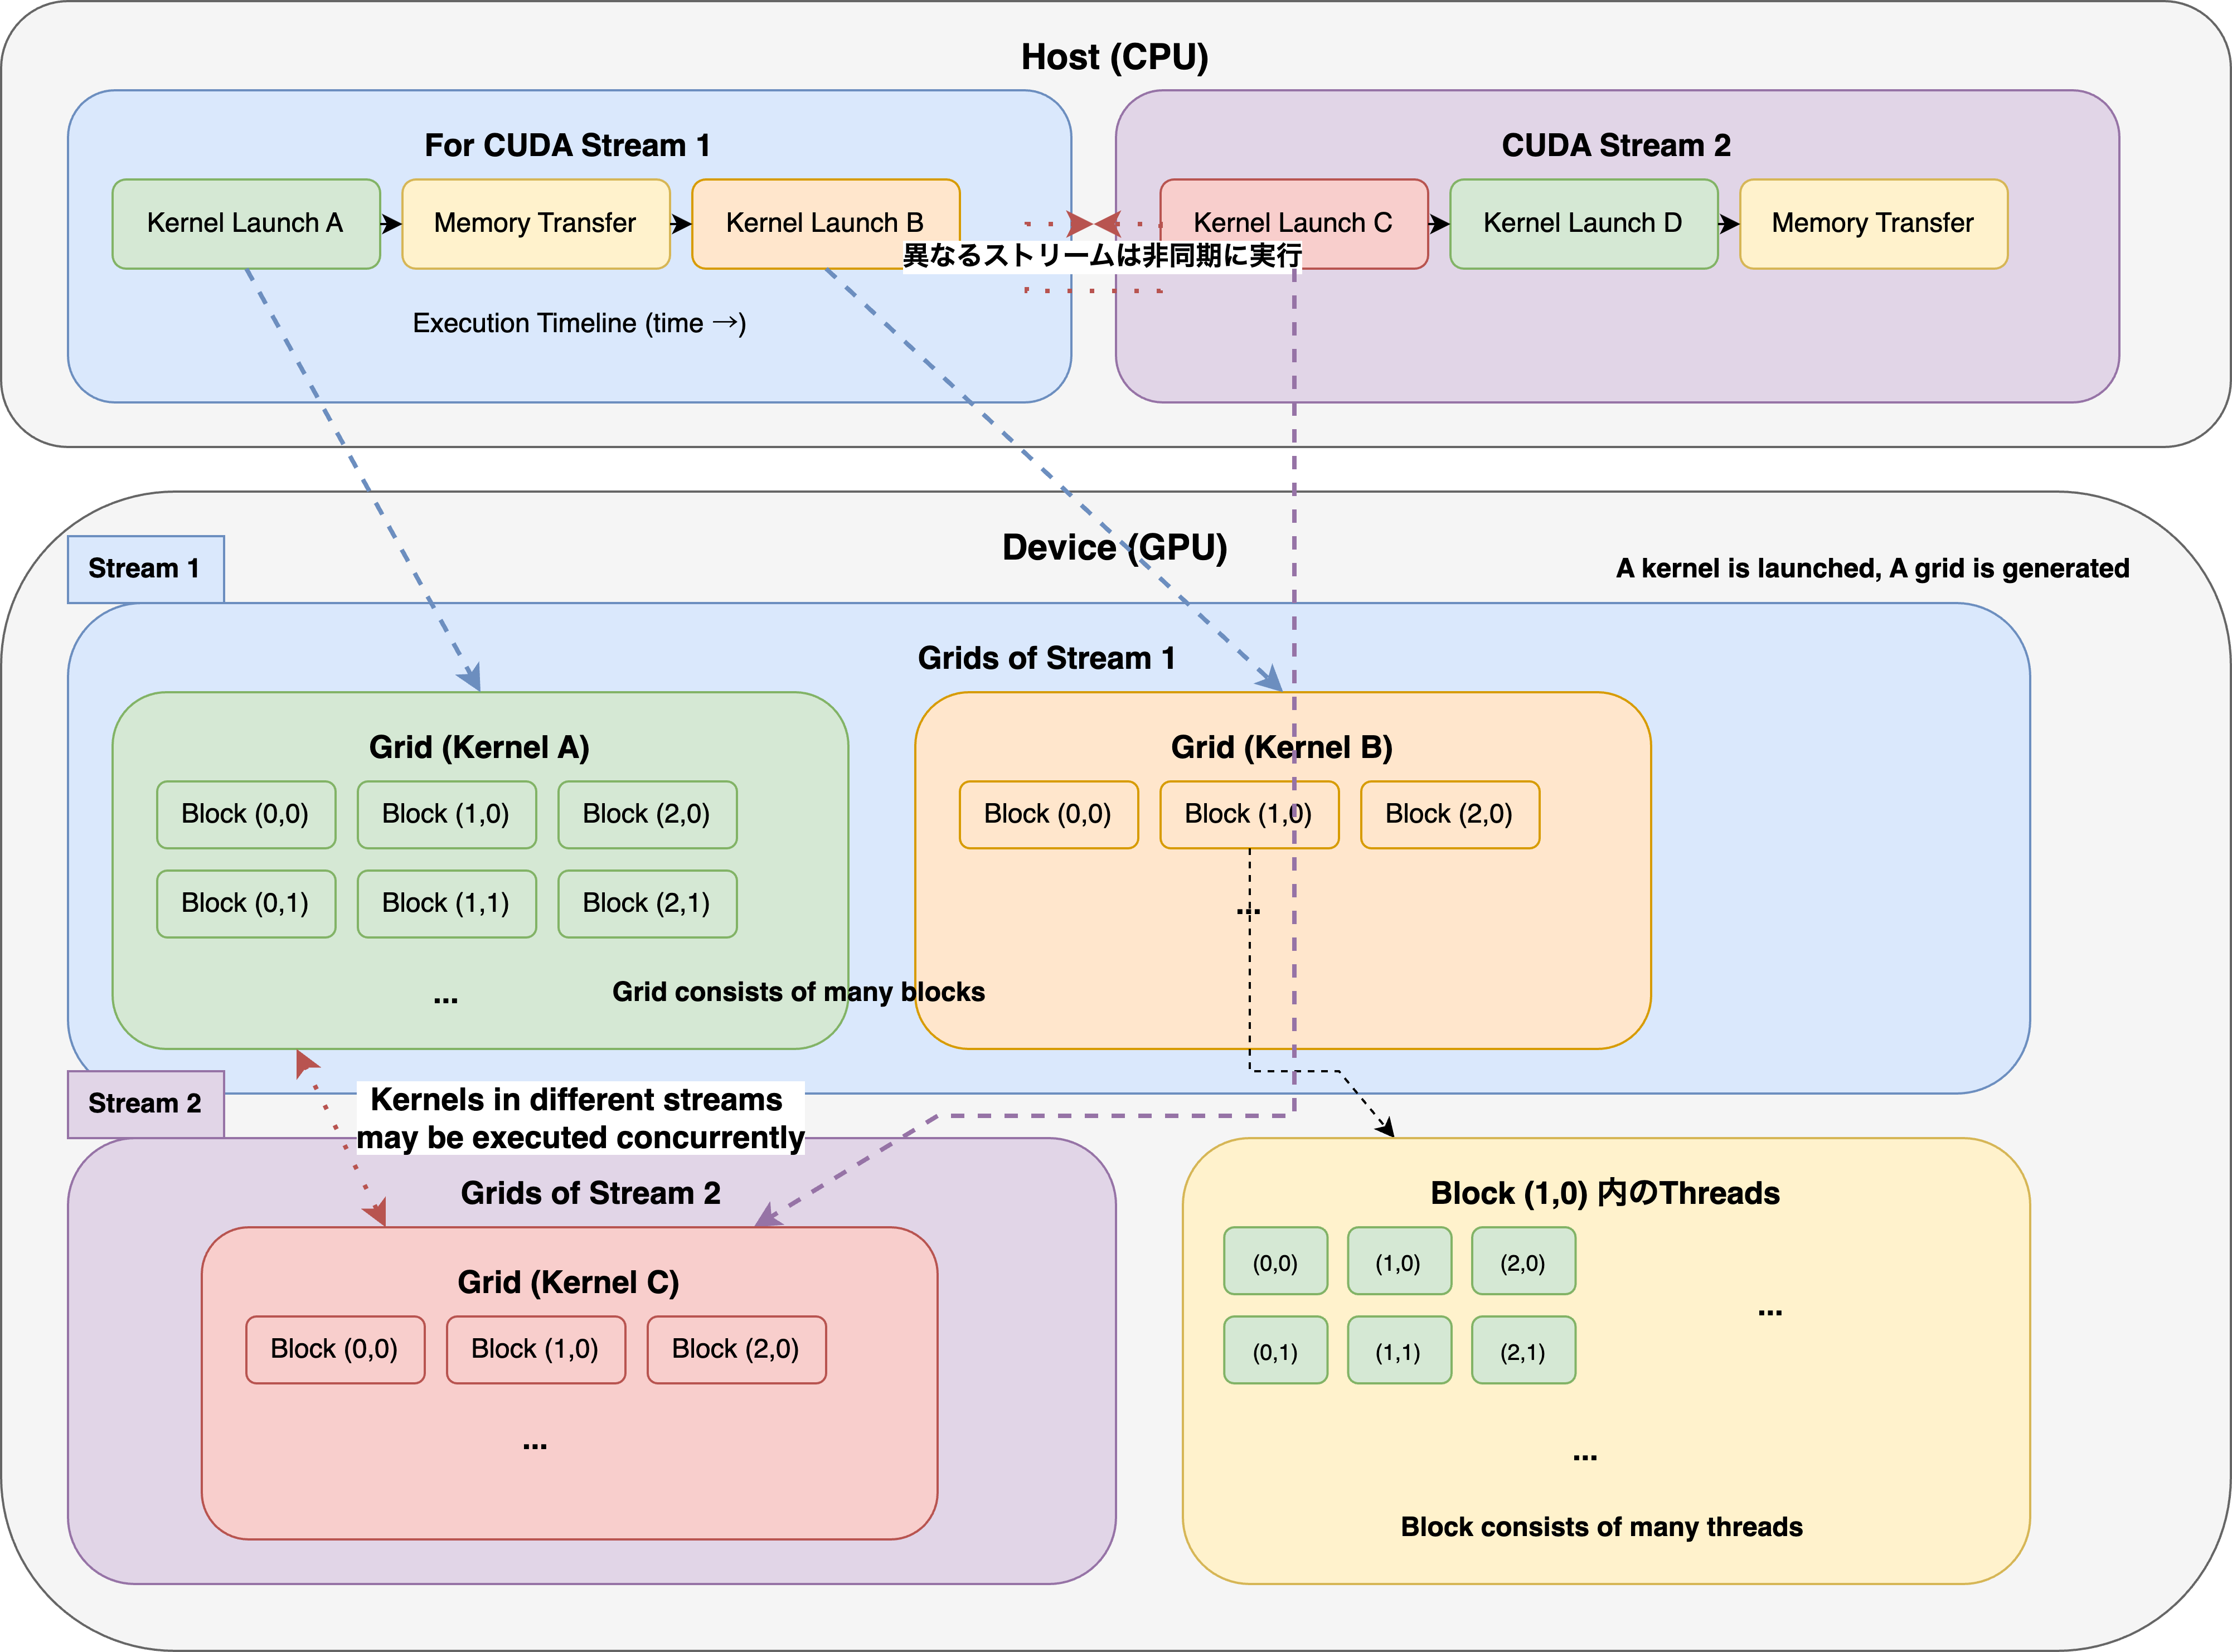 Host (CPU)
For CUDA Stream 1
Kernel Launch A
Memory Transfer
Kernel Launch B
Execution Timeline (time →)
異なるストリームは非同期に実行
CUDA Stream 2
Kernel Launch C
Kernel Launch D
Memory Transfer
Device (GPU)
A kernel is launched, A grid is generated
Stream 1
Grids of Stream 1
Grid (Kernel A)
Block (0,0)
Block (1,0)
Block (2,0)
Block (0,1)
Block (1,1)
Block (2,1)
...
Grid consists of many blocks
Grid (Kernel B)
Block (0,0)
Block (1,0)
Block (2,0)
...
Stream 2
Kernels in different streams
may be executed concurrently
Grids of Stream 2
Grid (Kernel C)
Block (0,0)
Block (1,0)
Block (2,0)
...
Block (1,0) 内のThreads
(0,0)
(1,0)
(2,0)
...
(0,1)
(1,1)
(2,1)
...
Block consists of many threads